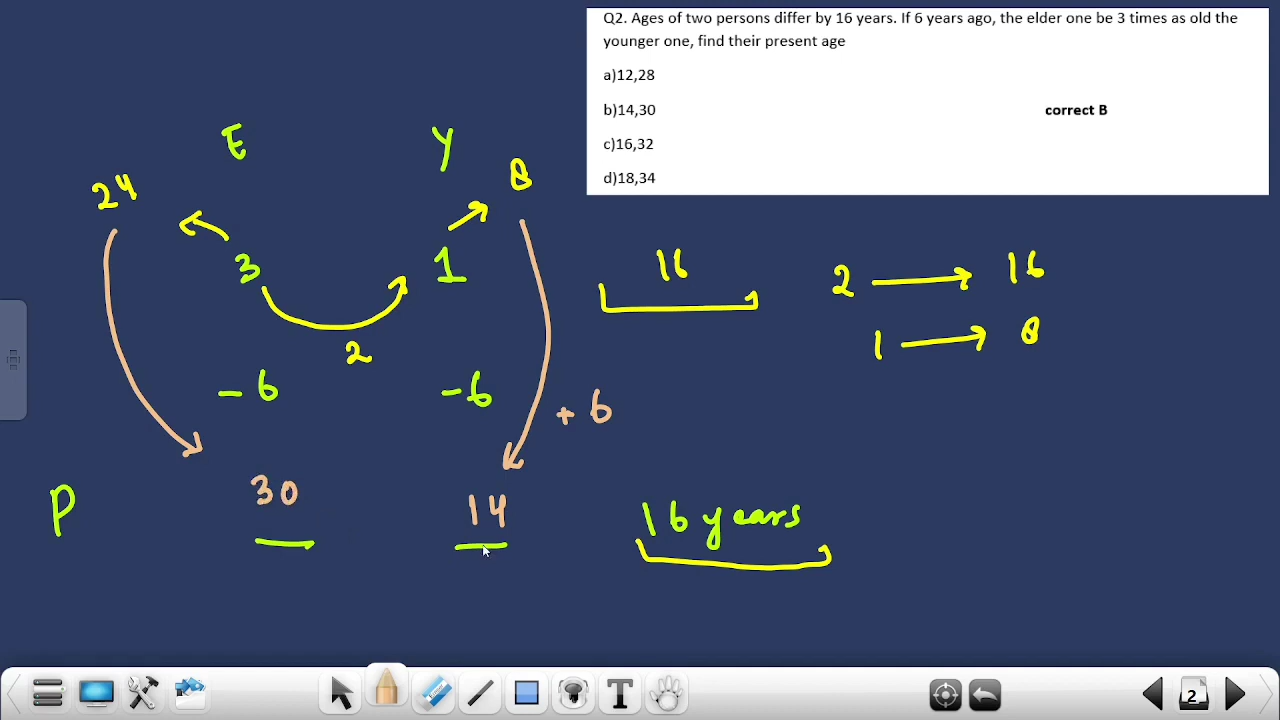 Q2. Ages of two persons differ by 16 years. If 6 years ago, the elder one be 3 times as old the
younger one, find their present age
a)12,28
b)14,30 correct B
c)16,32
d)18,34
E Y
24 8
3 1 16 2 → 16
2 1 → 8
- 6 - 6 + 6
P 30 14 16 years
T 2